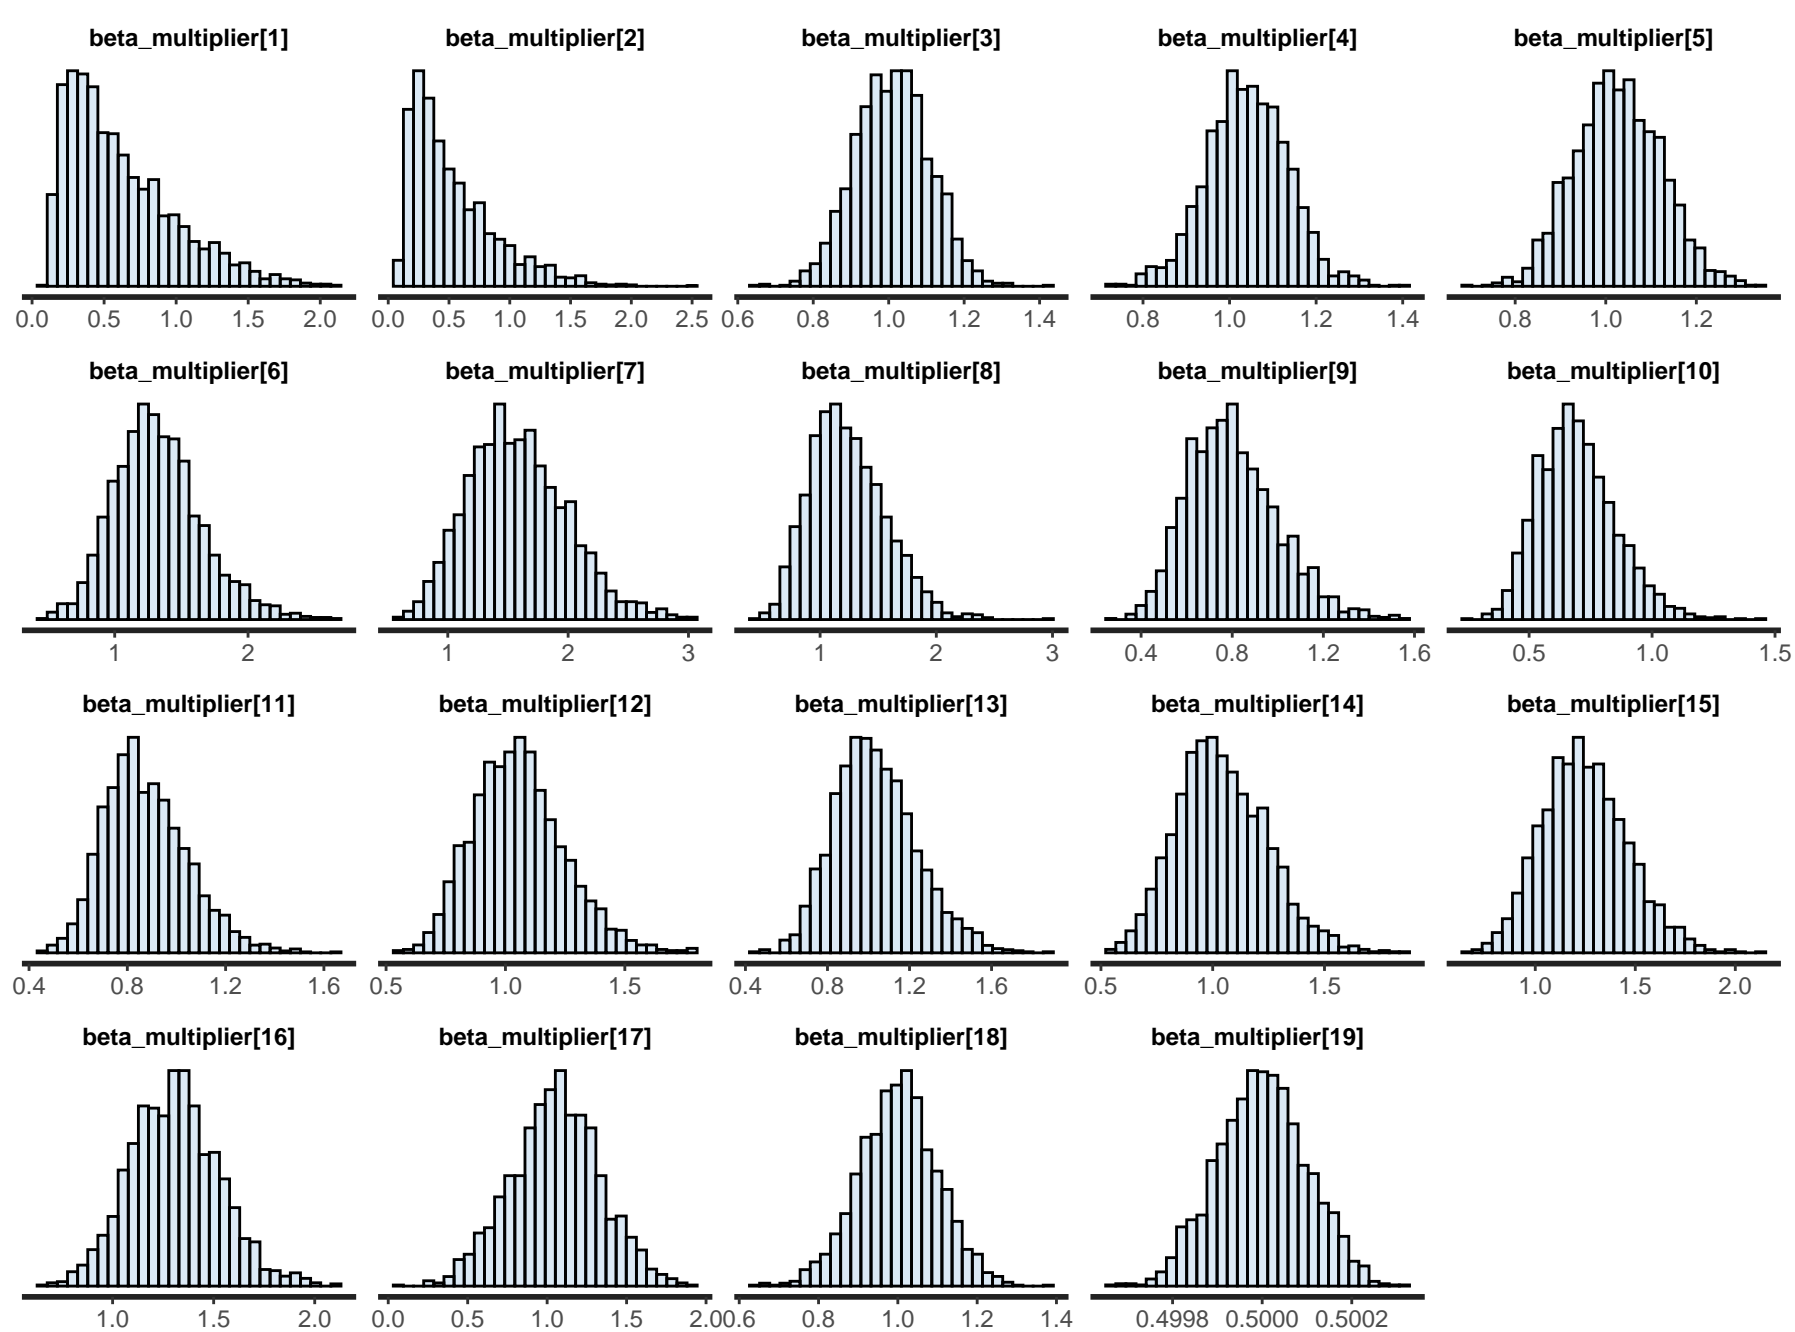 beta_multiplier[1] beta_multiplier[2] beta_multiplier[3] beta_multiplier[4] beta_multiplier[5]
0.0 0.5 1.0 1.5 2.0 0.0 0.5 1.0 1.5 2.0 2.5 0.6 0.8 1.0 1.2 1.4 0.8 1.0 1.2 1.4 0.8 1.0 1.2
beta_multiplier[6] beta_multiplier[7] beta_multiplier[8] beta_multiplier[9] beta_multiplier[10]
1 2 1 2 3 1 2 3 0.4 0.8 1.2 1.6 0.5 1.0 1.5
beta_multiplier[11] beta_multiplier[12] beta_multiplier[13] beta_multiplier[14] beta_multiplier[15]
0.4 0.8 1.2 1.6 0.5 1.0 1.5 0.4 0.8 1.2 1.6 0.5 1.0 1.5 1.0 1.5 2.0
beta_multiplier[16] beta_multiplier[17] beta_multiplier[18] beta_multiplier[19]
1.0 1.5 2.0 0.0 0.5 1.0 1.5 2.0 0.6 0.8 1.0 1.2 1.4 0.4998 0.5000 0.5002